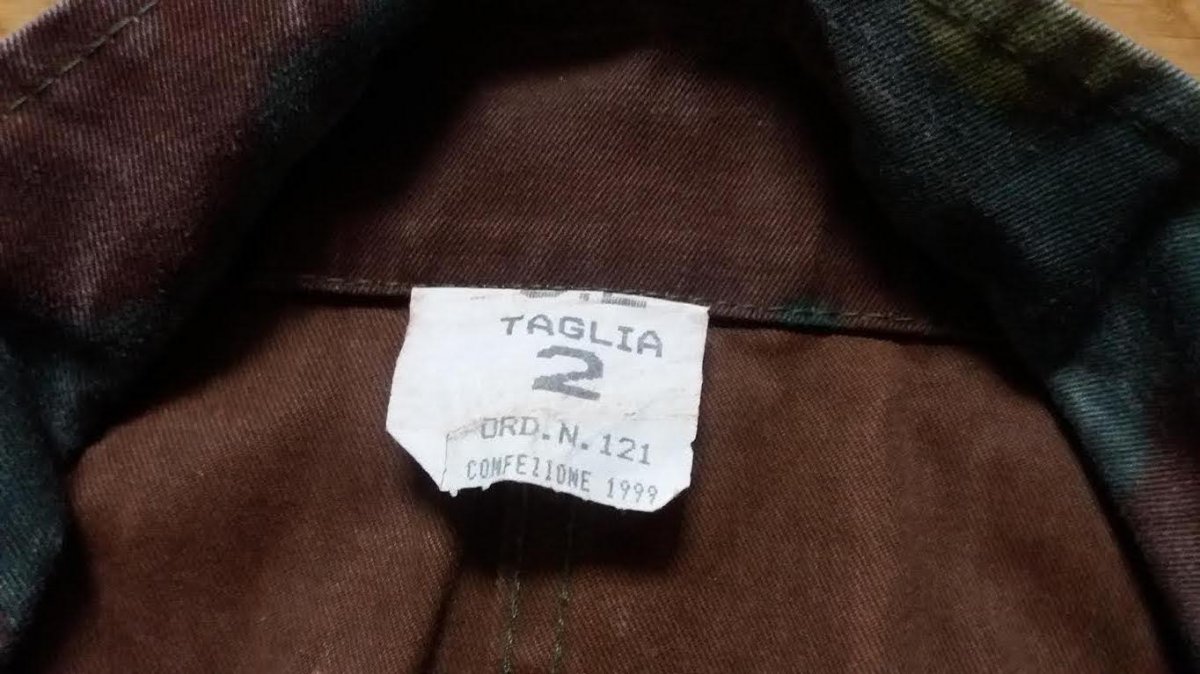 TAGLIA
2
ORD.N.121
CONFEZIONE 1999